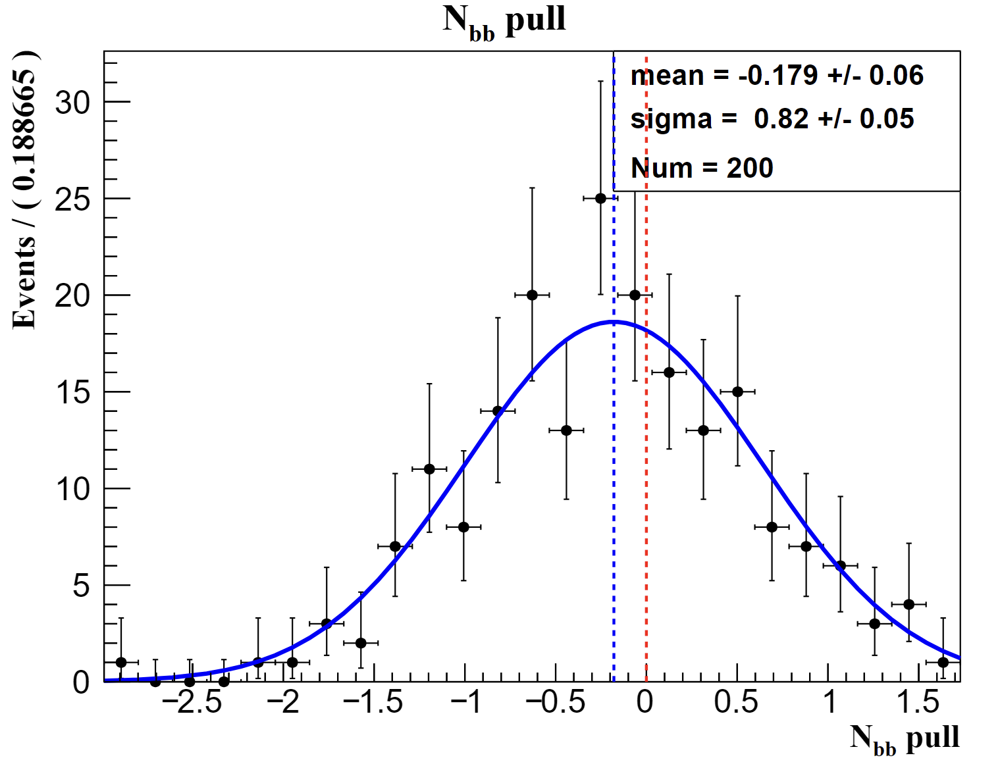 N_bb pull
Events / ( 0.188665 )
mean = -0.179 +/- 0.06
sigma = 0.82 +/- 0.05
Num = 200
30
25
20
15
10
5
0
−2.5 −2 −1.5 −1 −0.5 0 0.5 1 1.5
N_bb pull